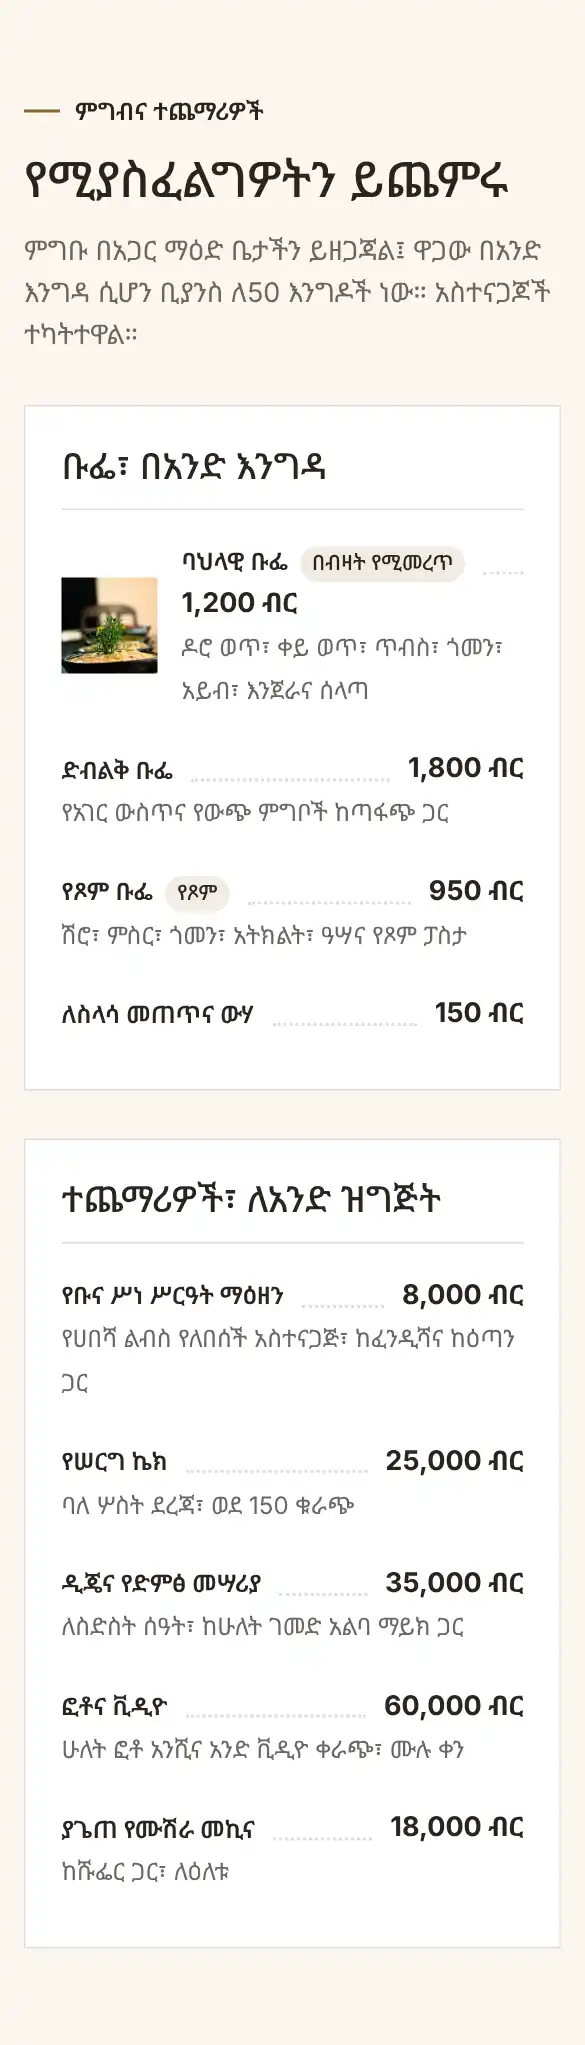 ምግብና ተጨማሪዎች
የሚያስፈልግዎትን ይጨምሩ
ምግቡ በአጋር ማዕድ ቤታችን ይዘጋጃል፤ ዋጋው በአንድ
እንግዳ ሲሆን ቢያንስ ለ50 እንግዶች ነው። አስተናጋጆች
ተካትተዋል።
ቡፌ፣ በአንድ እንግዳ
ባህላዊ ቡፌ በብዛት የሚመረጥ
1,200 ብር
ዶሮ ወጥ፣ ቀይ ወጥ፣ ጥብስ፣ ጎመን፣
አይብ፣ እንጀራና ሰላጣ
ድብልቅ ቡፌ 1,800 ብር
የአገር ውስጥና የውጭ ምግቦች ከጣፋጭ ጋር
የጾም ቡፌ የጾም 950 ብር
ሽሮ፣ ምስር፣ ጎመን፣ አትክልት፣ ዓሣና የጾም ፓስታ
ለስላሳ መጠጥና ውሃ 150 ብር
ተጨማሪዎች፣ ለአንድ ዝግጅት
የቡና ሥነ ሥርዓት ማዕዘን 8,000 ብር
የሀበሻ ልብስ የለበሰች አስተናጋጅ፣ ከፈንዲሻና ከዕጣን
ጋር
የሠርግ ኬክ 25,000 ብር
ባለ ሦስት ደረጃ፣ ወደ 150 ቁራጭ
ዲጄና የድምፅ መሣሪያ 35,000 ብር
ለስድስት ሰዓት፣ ከሁለት ገመድ አልባ ማይክ ጋር
ፎቶና ቪዲዮ 60,000 ብር
ሁለት ፎቶ አንሺና አንድ ቪዲዮ ቀራጭ፣ ሙሉ ቀን
ያጌጠ የሙሽራ መኪና 18,000 ብር
ከሹፌር ጋር፣ ለዕለቱ